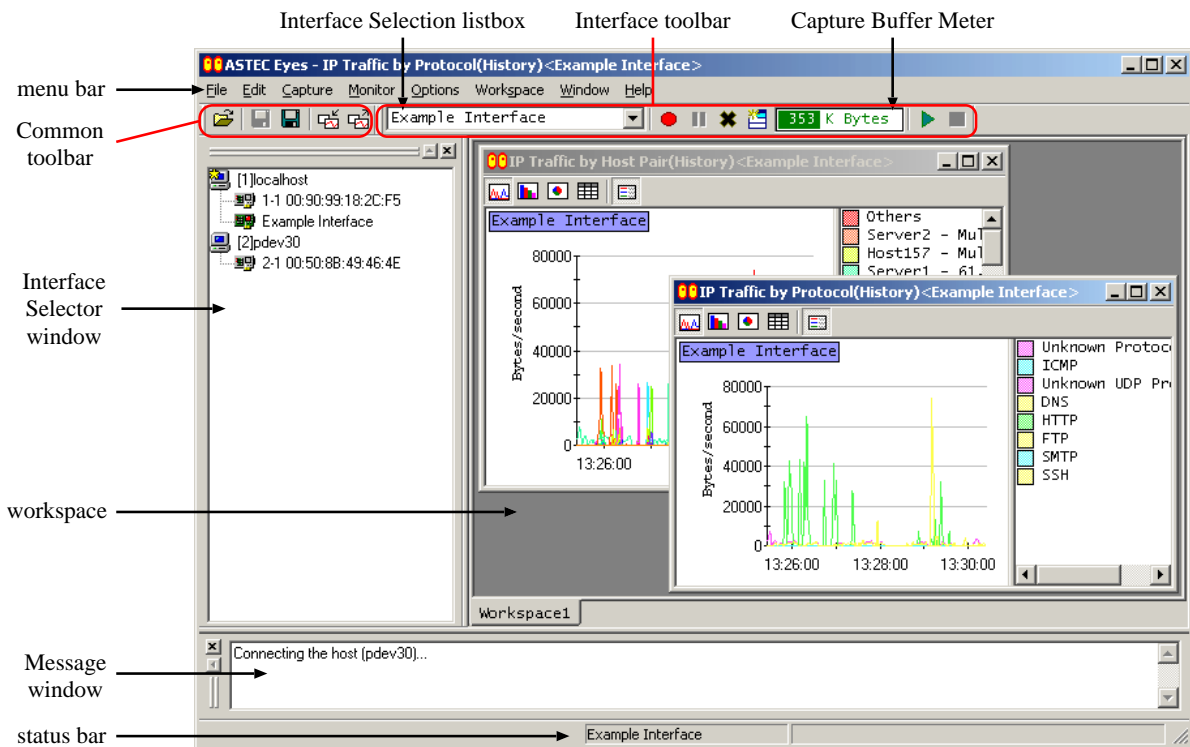 Interface Selection listbox
Interface toolbar
Capture Buffer Meter
ASTEC Eyes - IP Traffic by Protocol(History)<Example Interface>
menu bar
File Edit Capture Monitor Options Workspace Window Help
Common
toolbar
Example Interface
353 K Bytes
[1]localhost
1-1 00:90:99:18:2C:F5
Example Interface
[2]pdev30
2-1 00:50:8B:49:46:4E
Interface
Selector
window
IP Traffic by Host Pair(History)<Example Interface>
Example Interface
80000
60000
40000
20000
0
Bytes/second
13:26:00
Others
Server2 - Mul
Host157 - Mul
Server1 - 61.
IP Traffic by Protocol(History)<Example Interface>
Example Interface
80000
60000
40000
20000
0
Bytes/second
13:26:00
13:28:00
13:30:00
Unknown Protoco
ICMP
Unknown UDP Pro
DNS
HTTP
FTP
SMTP
SSH
workspace
Workspace1
Message
window
Connecting the host (pdev30)...
status bar
Example Interface